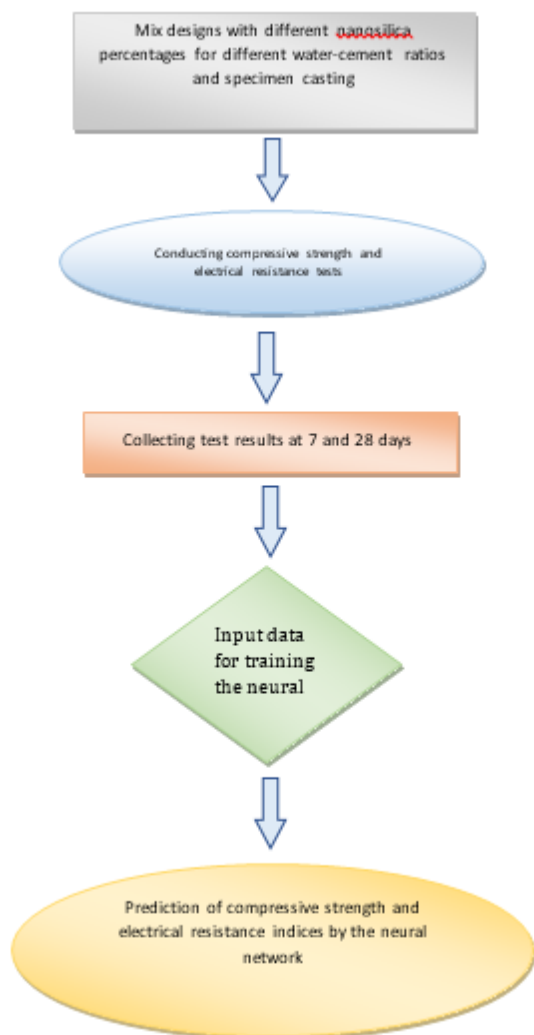 Mix designs with different nanosilica
percentages for different water-cement ratios
and specimen casting
Conducting compressive strength and
electrical resistance tests
Collecting test results at 7 and 28 days
Input data
for training
the neural
Prediction of compressive strength and
electrical resistance indices by the neural
network